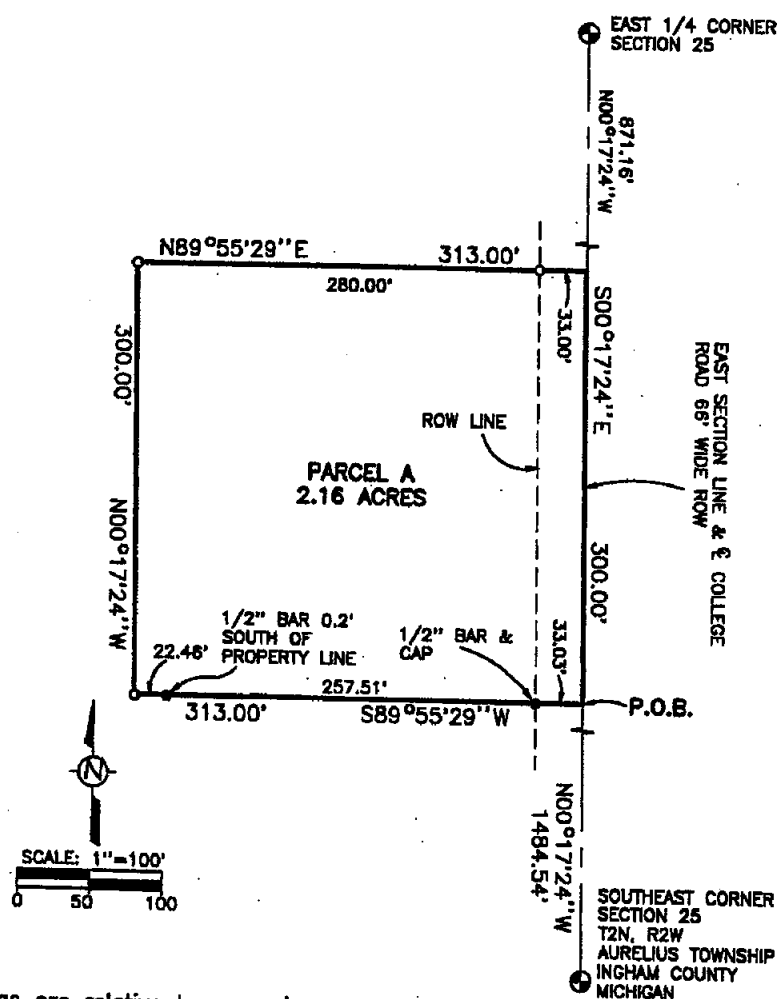 EAST 1/4 CORNER
SECTION 25
871.16'
N00°17'24"W
N89°55'29"E
313.00'
280.00'
33.00'
S00°17'24"E
300.00'
EAST SECTION LINE & ℄ COLLEGE
ROAD 66' WIDE ROW
ROW LINE
PARCEL A
2.16 ACRES
300.00'
N00°17'24"W
1/2" BAR 0.2'
SOUTH OF
PROPERTY LINE
22.46'
1/2" BAR &
CAP
33.03'
257.51'
313.00'
S89°55'29"W
P.O.B.
N
N00°17'24"W
1484.54'
SCALE: 1"=100'
0 50 100
SOUTHEAST CORNER
SECTION 25
T2N, R2W
AURELIUS TOWNSHIP
INGHAM COUNTY
MICHIGAN